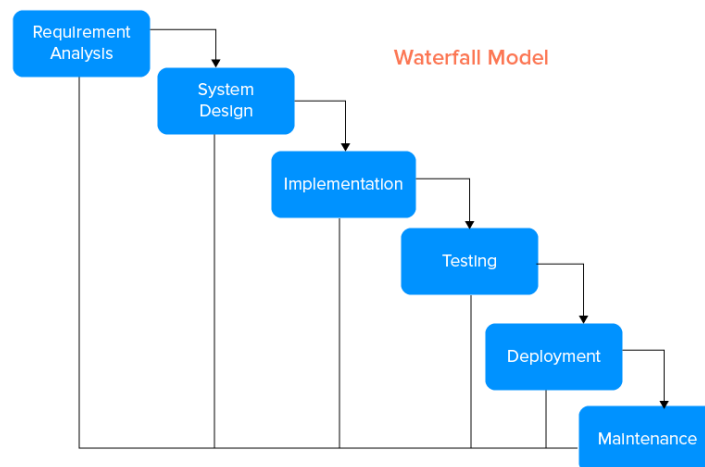 Requirement
Analysis
Waterfall Model
System
Design
Implementation
Testing
Deployment
Maintenance